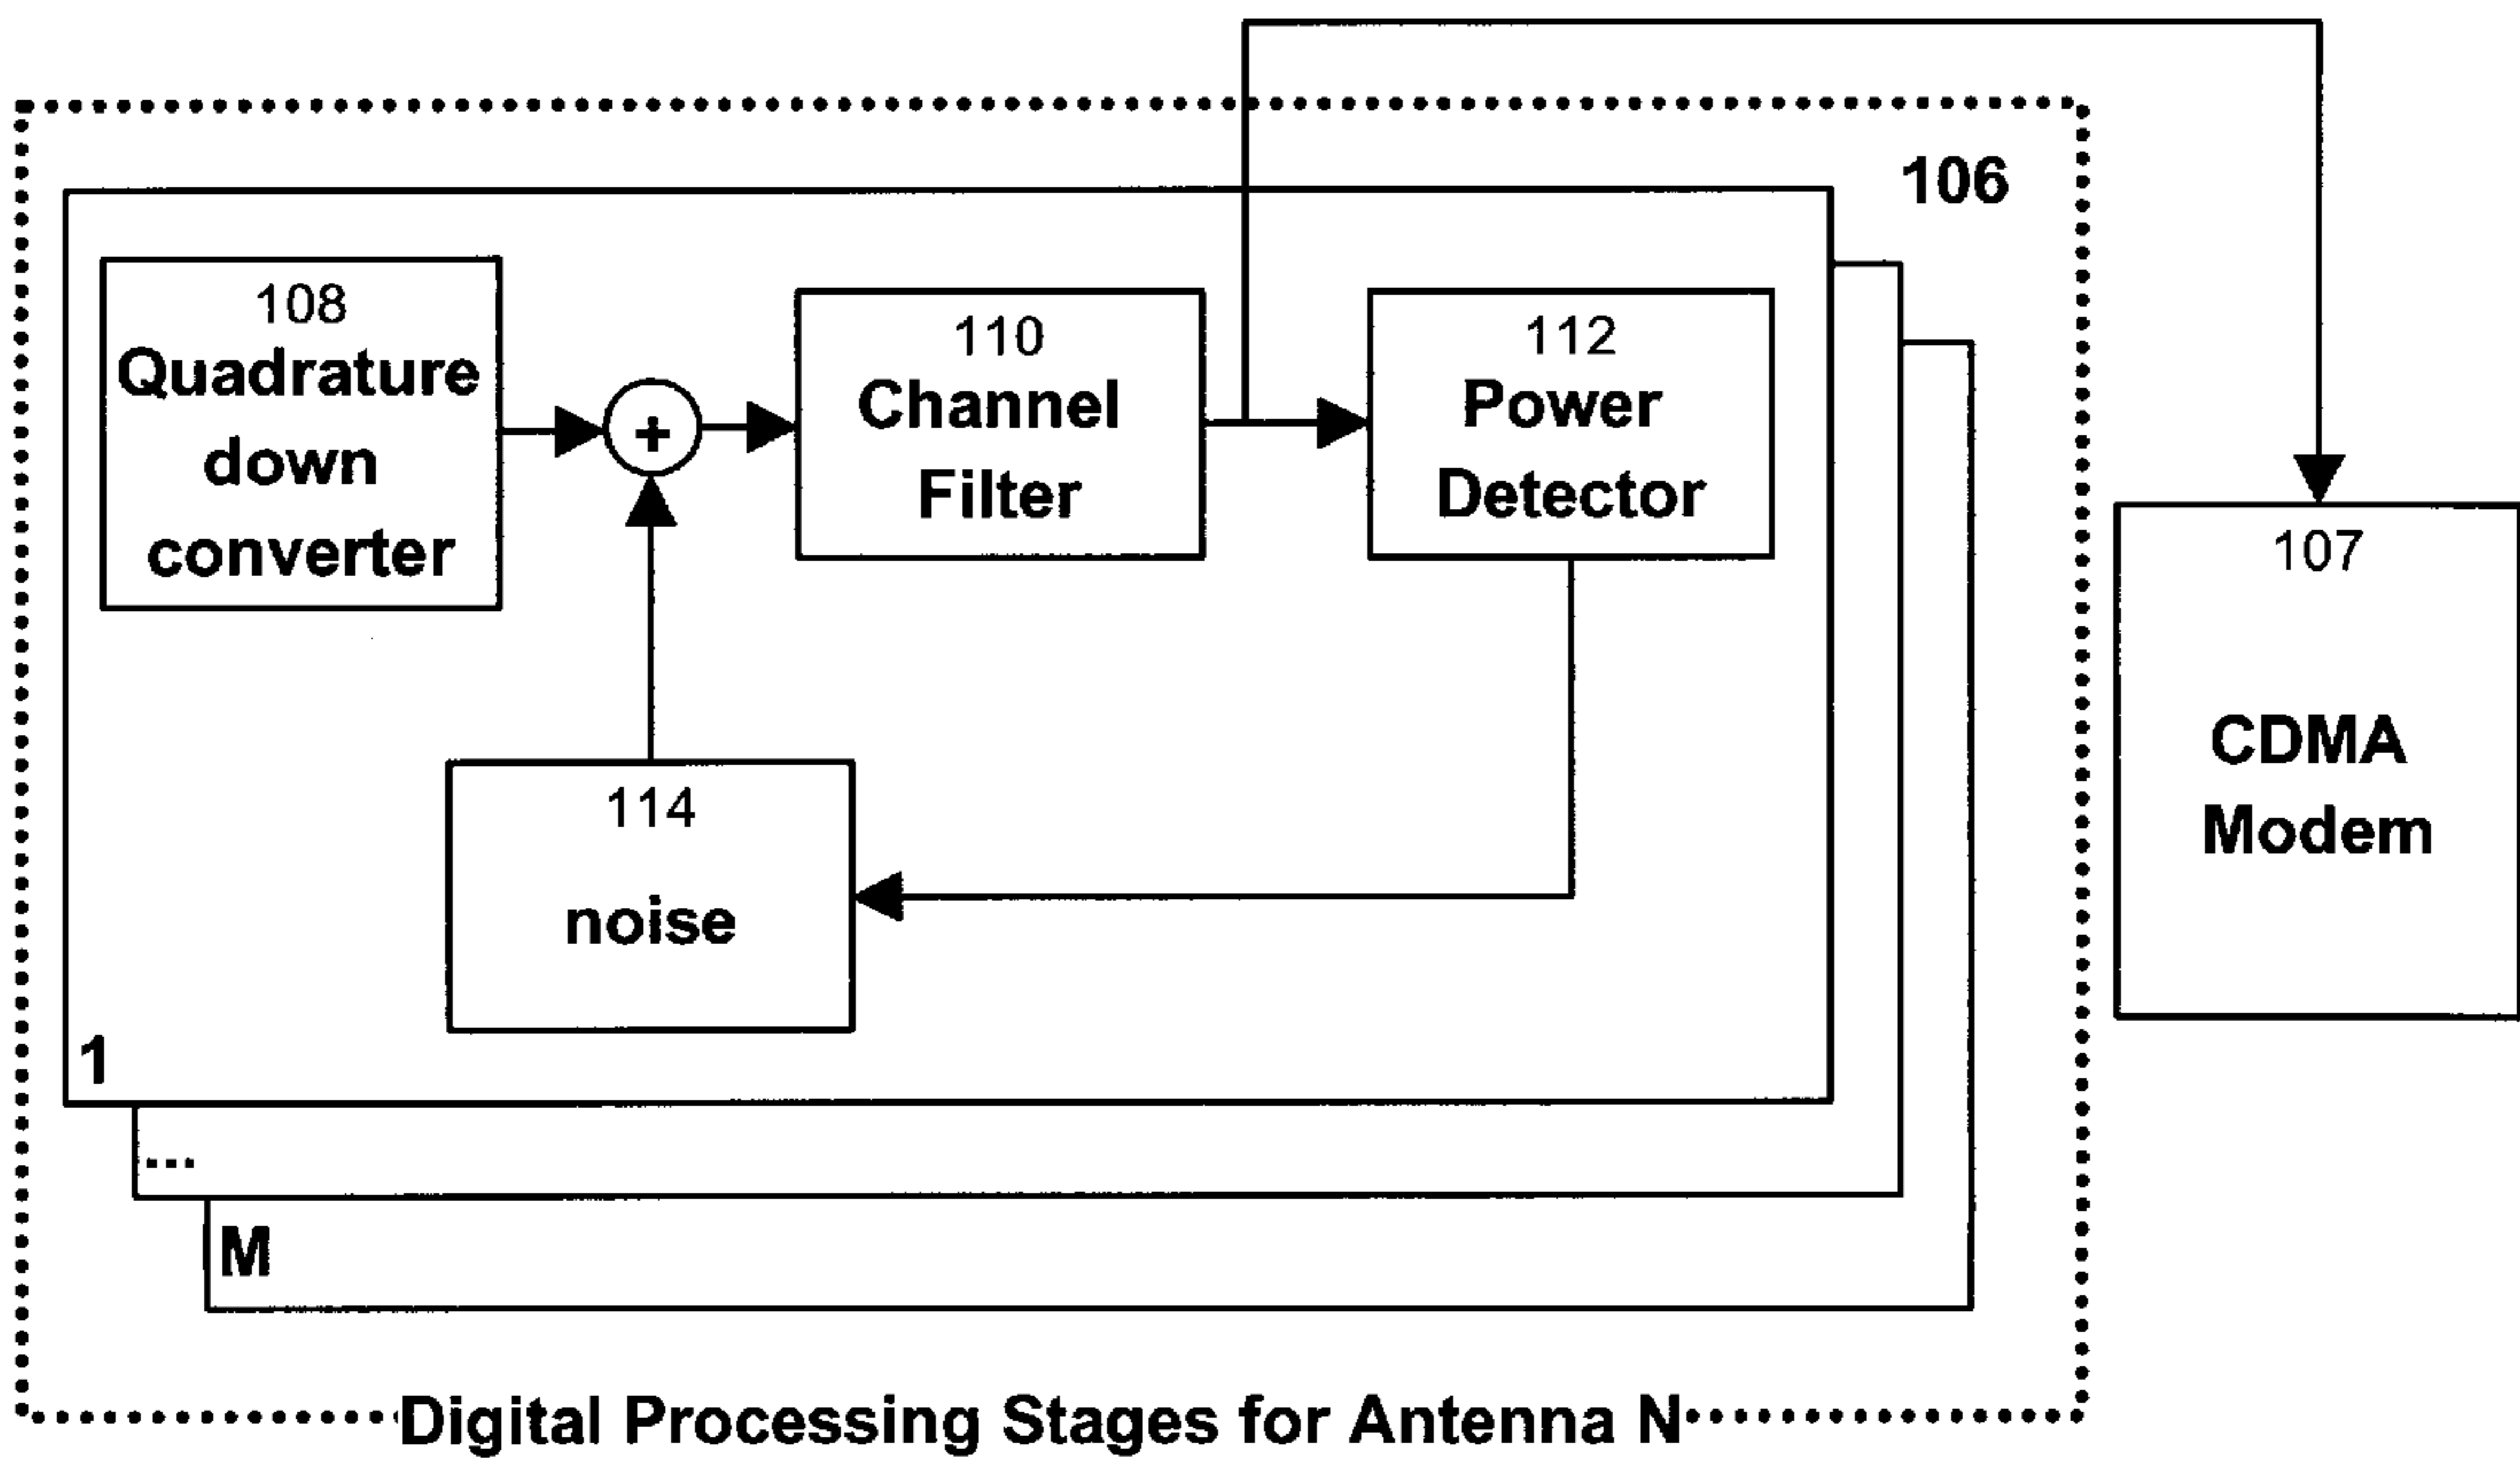 106
108
Quadrature
down
converter
+
110
Channel
Filter
112
Power
Detector
107
CDMA
Modem
114
noise
1
...
M
Digital Processing Stages for Antenna N